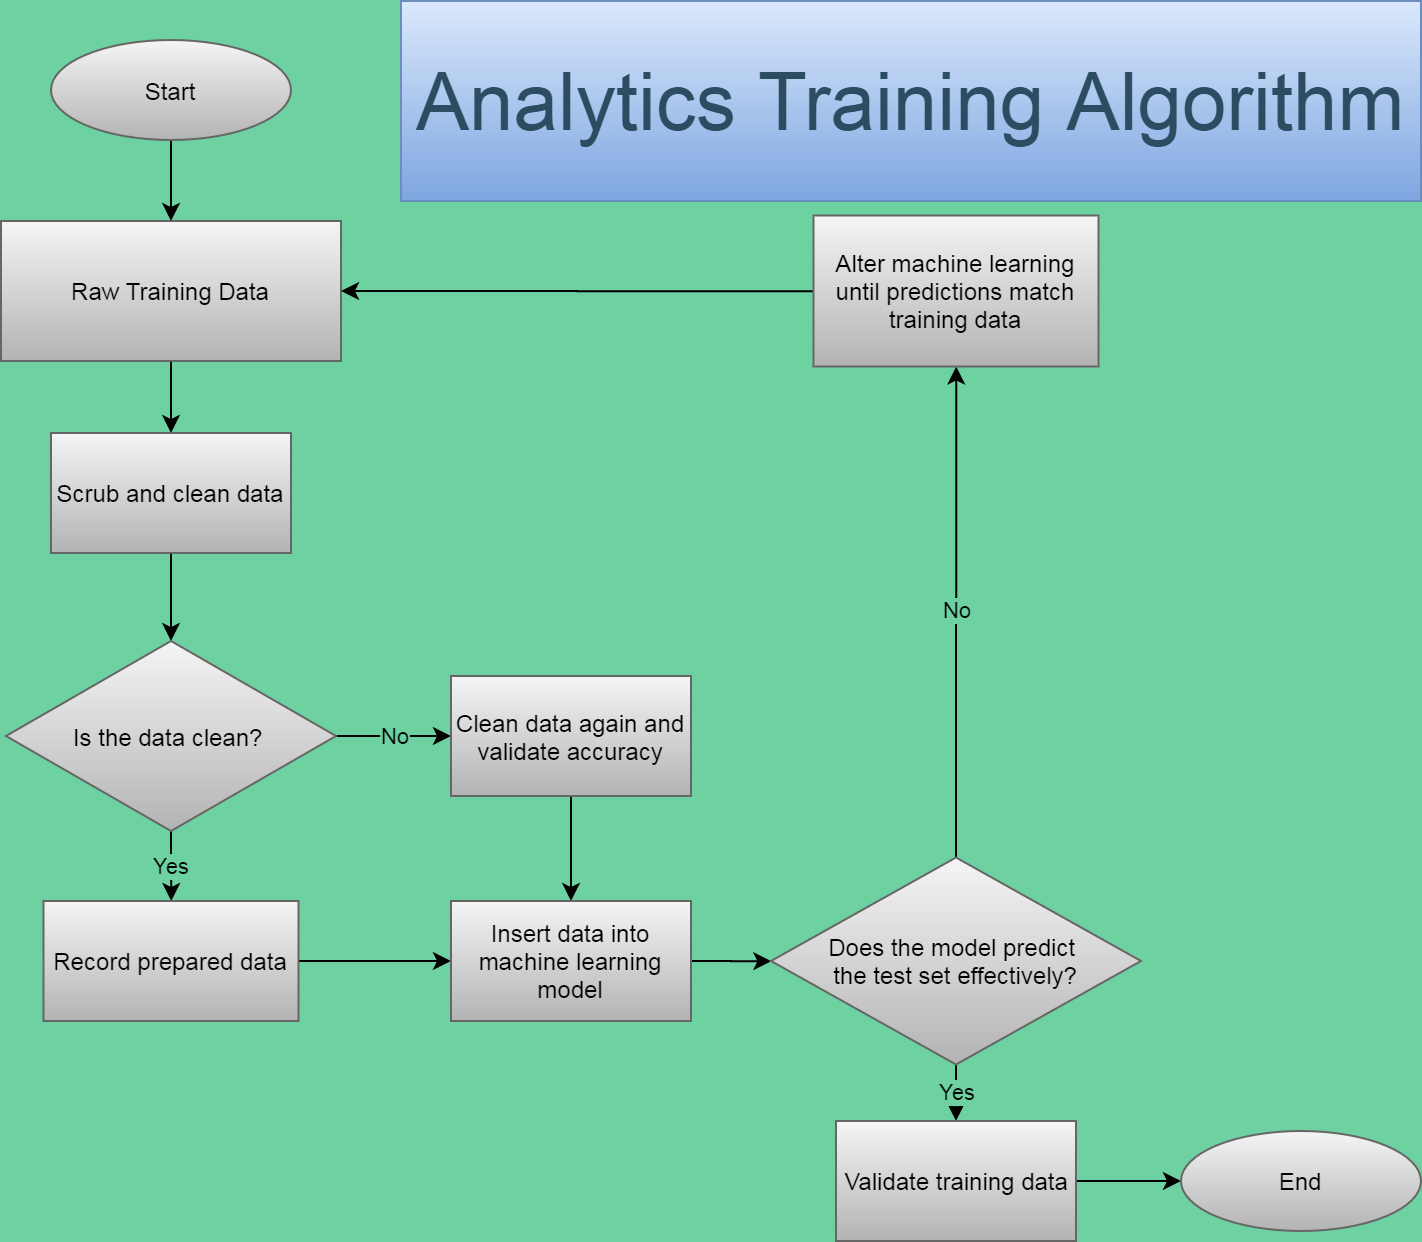 Analytics Training Algorithm
Start
Raw Training Data
Alter machine learning
until predictions match
training data
Scrub and clean data
No
Is the data clean?
No
Clean data again and
validate accuracy
Yes
Record prepared data
Insert data into
machine learning
model
Does the model predict
the test set effectively?
Yes
Validate training data
End